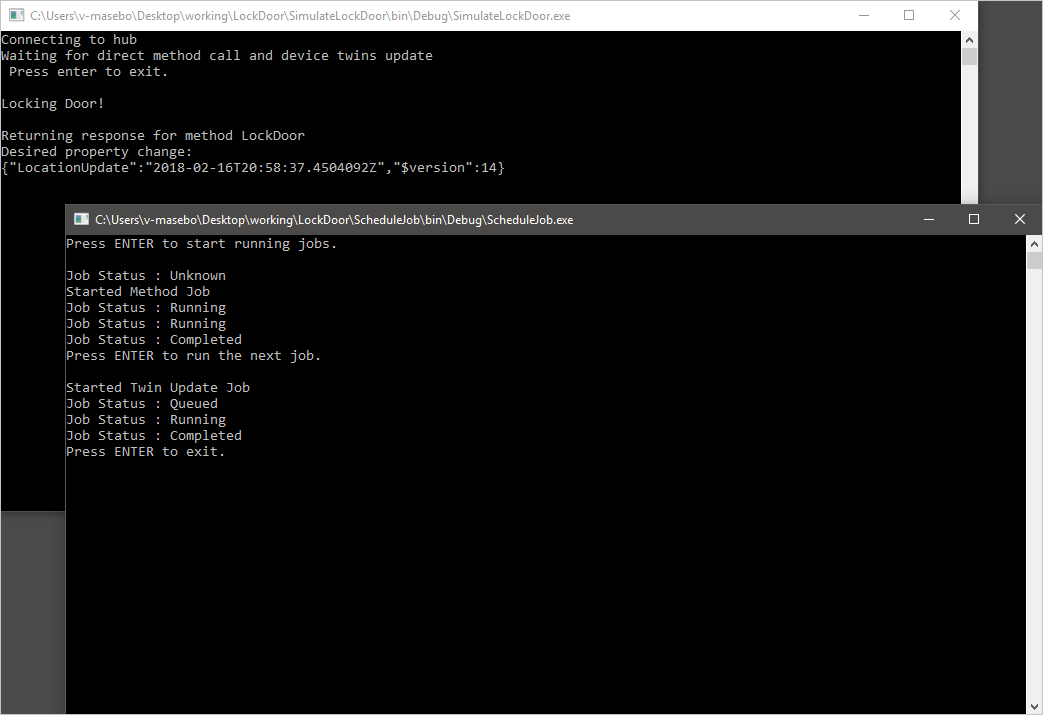 C:\Users\v-masebo\Desktop\working\LockDoor\SimulateLockDoor\bin\Debug\SimulateLockDoor.exe
Connecting to hub
Waiting for direct method call and device twins update
 Press enter to exit.
Locking Door!
Returning response for method LockDoor
Desired property change:
{"LocationUpdate":"2018-02-16T20:58:37.4504092Z","$version":14}
C:\Users\v-masebo\Desktop\working\LockDoor\ScheduleJob\bin\Debug\ScheduleJob.exe
Press ENTER to start running jobs.
Job Status : Unknown
Started Method Job
Job Status : Running
Job Status : Running
Job Status : Completed
Press ENTER to run the next job.
Started Twin Update Job
Job Status : Queued
Job Status : Running
Job Status : Completed
Press ENTER to exit.